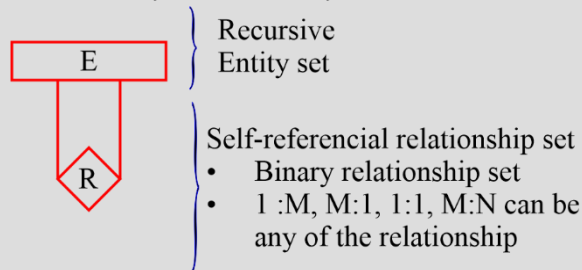 E
Recursive
Entity set
R
Self-referencial relationship set
• Binary relationship set
• 1 :M, M:1, 1:1, M:N can be
any of the relationship